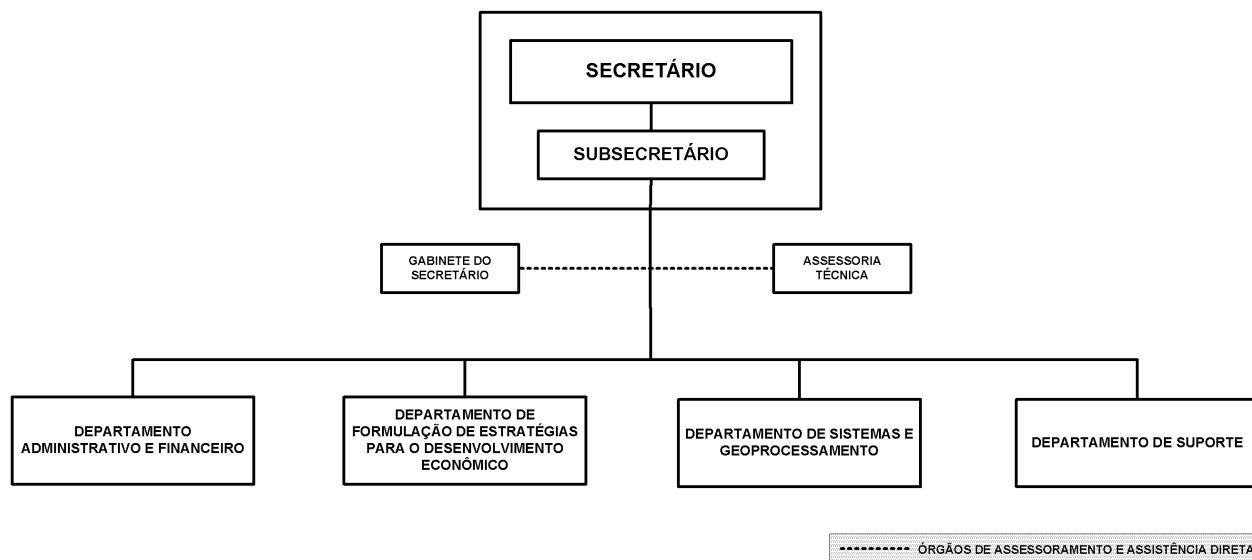 SECRETÁRIO
SUBSECRETÁRIO
GABINETE DO
SECRETÁRIO
ASSESSORIA
TÉCNICA
DEPARTAMENTO
ADMINISTRATIVO E FINANCEIRO
DEPARTAMENTO DE
FORMULAÇÃO DE ESTRATÉGIAS
PARA O DESENVOLVIMENTO
ECONÔMICO
DEPARTAMENTO DE SISTEMAS E
GEOPROCESSAMENTO
DEPARTAMENTO DE SUPORTE
ÓRGÃOS DE ASSESSORAMENTO E ASSISTÊNCIA DIRETA